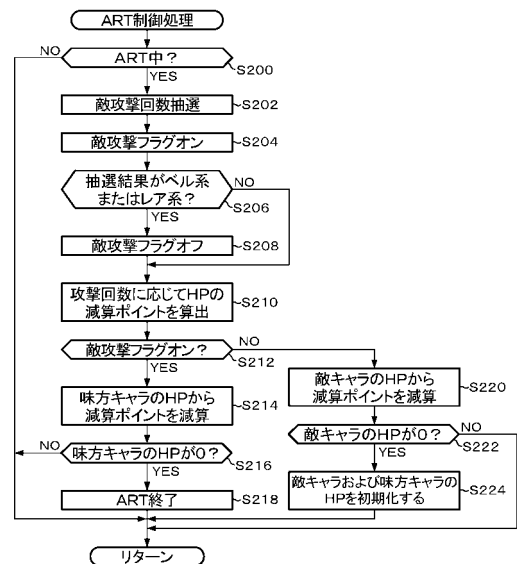 ART制御処理
NO
ART中？
S200
YES
敵攻撃回数抽選
S202
敵攻撃フラグオン
S204
抽選結果がベル系
またはレア系？
NO
S206
YES
敵攻撃フラグオフ
S208
攻撃回数に応じてHPの
減算ポイントを算出
S210
敵攻撃フラグオン？
NO
S212
YES
味方キャラのHPから
減算ポイントを減算
S214
敵キャラのHPから
減算ポイントを減算
S220
NO
味方キャラのHPが0？
S216
YES
敵キャラのHPが0？
NO
S222
YES
ART終了
S218
敵キャラおよび味方キャラの
HPを初期化する
S224
リターン